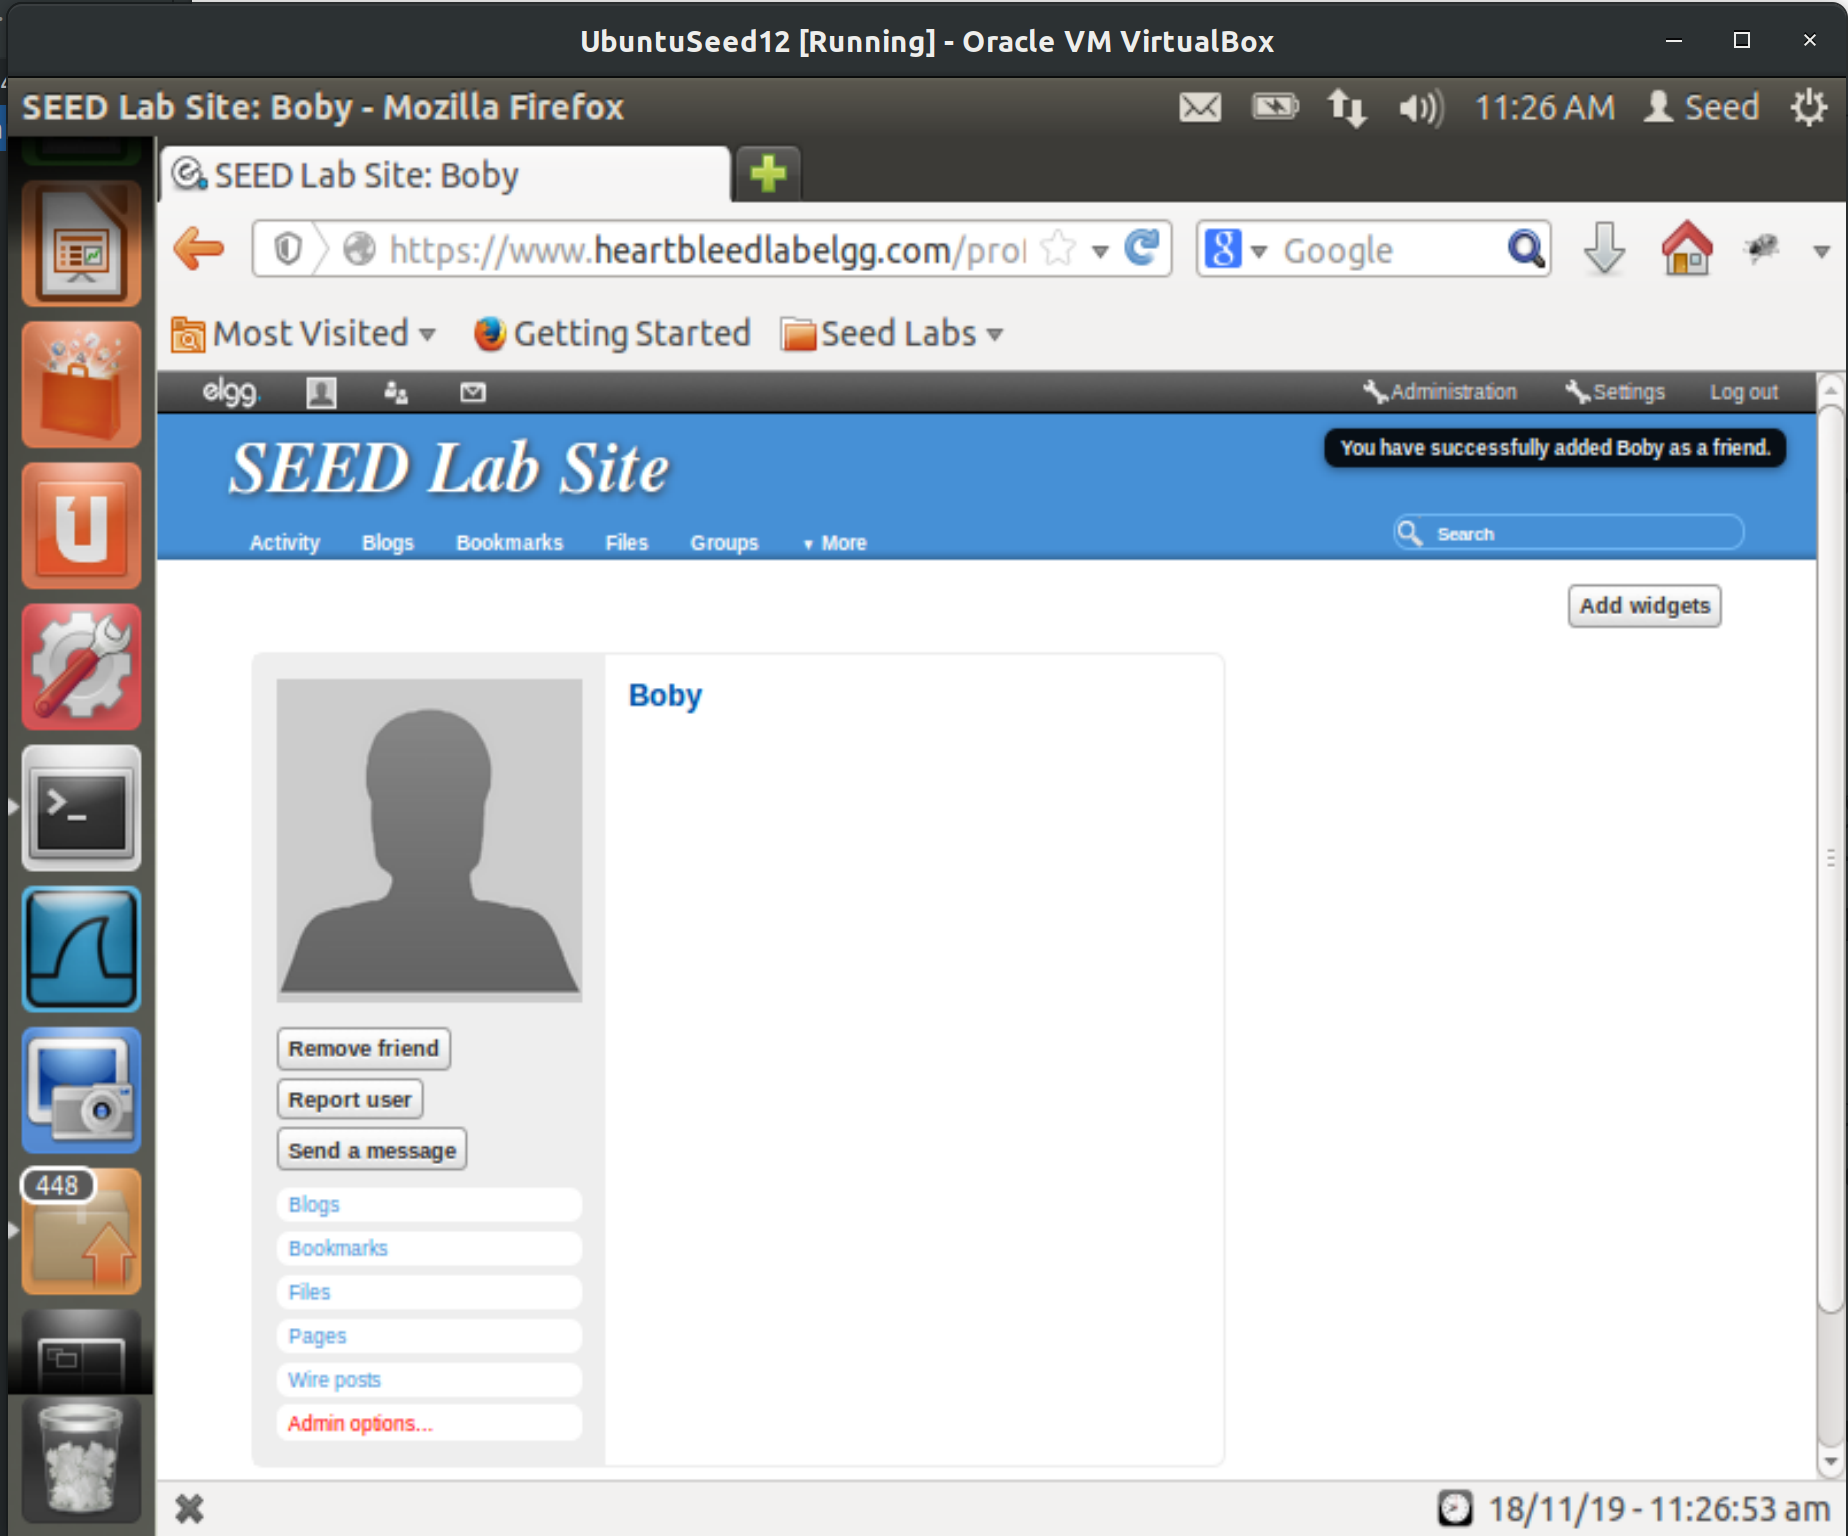 UbuntuSeed12 [Running] - Oracle VM VirtualBox
SEED Lab Site: Boby - Mozilla Firefox
11:26 AM
Seed
SEED Lab Site: Boby
https://www.heartbleedlabelgg.com/prof
Google
Most Visited
Getting Started
Seed Labs
elgg.
Administration
Settings
Log out
SEED Lab Site
You have successfully added Boby as a friend.
Activity
Blogs
Bookmarks
Files
Groups
More
Search
Add widgets
Boby
Remove friend
Report user
Send a message
Blogs
Bookmarks
Files
Pages
Wire posts
Admin options...
448
18/11/19 - 11:26:53 am